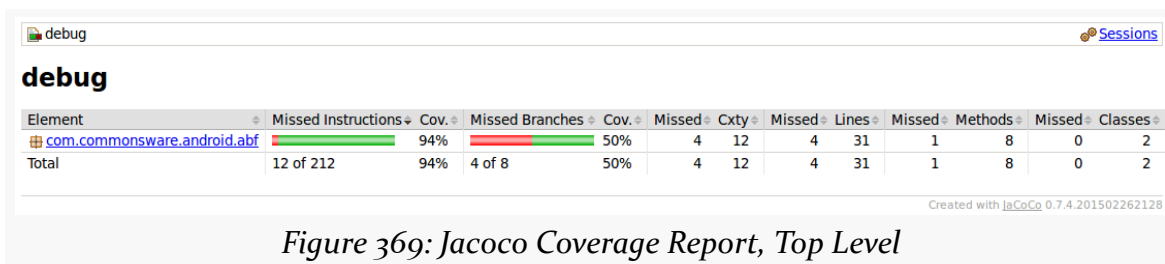 debug Sessions
debug
Element Missed Instructions Cov. Missed Branches Cov. Missed Cxty Missed Lines Missed Methods Missed Classes
com.commonsware.android.abf 94% 50% 4 12 4 31 1 8 0 2
Total 12 of 212 94% 4 of 8 50% 4 12 4 31 1 8 0 2
Created with JaCoCo 0.7.4.201502262128
Figure 369: Jacoco Coverage Report, Top Level